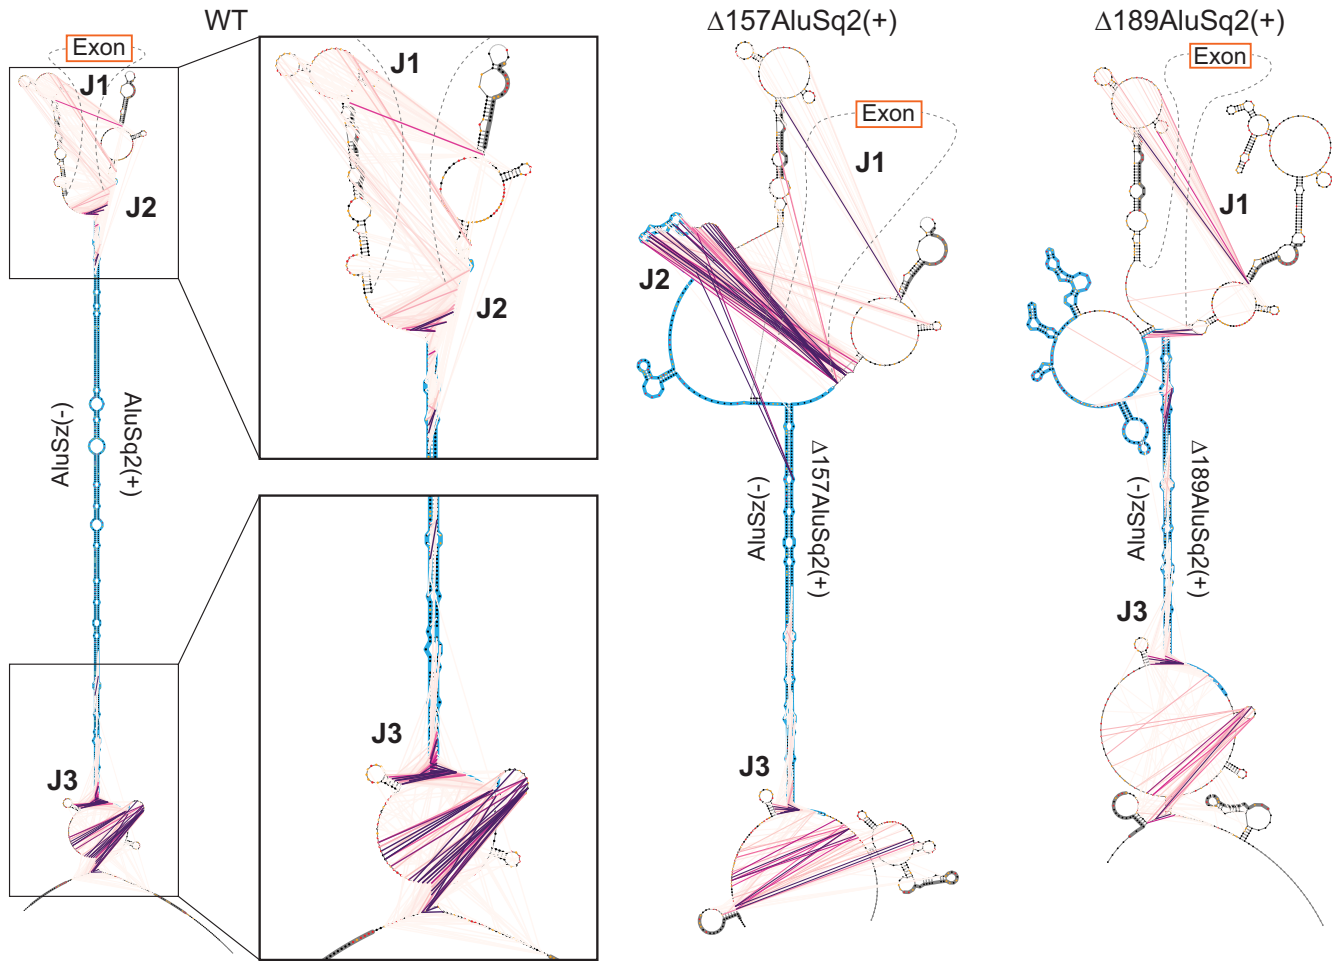 WT
Δ157AluSq2(+)
Δ189AluSq2(+)
Exon
J1
J2
AluSz(-)
AluSq2(+)
J3
J1
J2
J3
Exon
J1
J2
AluSz(-)
Δ157AluSq2(+)
J3
Exon
J1
AluSz(-)
Δ189AluSq2(+)
J3